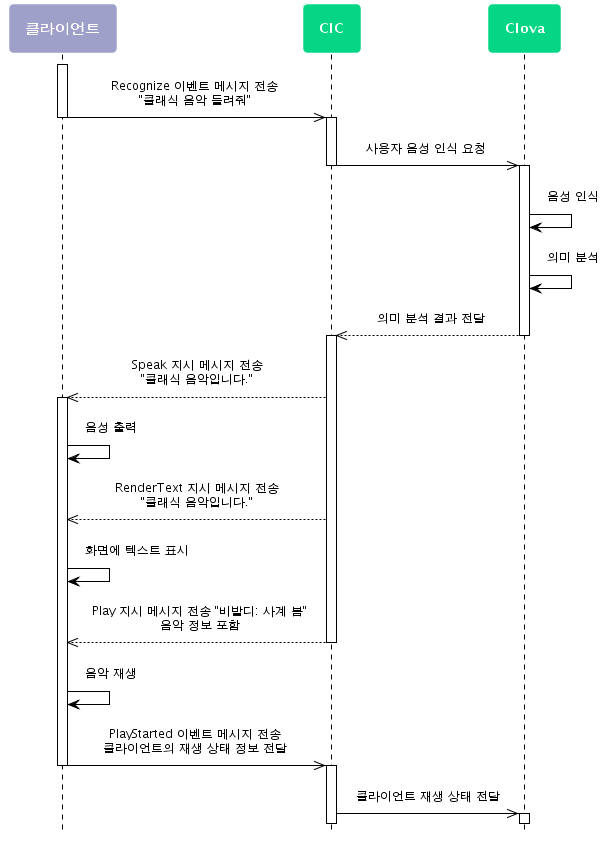 클라이언트
CIC
Clova
Recognize 이벤트 메시지 전송
"클래식 음악 들려줘"
사용자 음성 인식 요청
음성 인식
의미 분석
의미 분석 결과 전달
Speak 지시 메시지 전송
"클래식 음악입니다."
음성 출력
RenderText 지시 메시지 전송
"클래식 음악입니다."
화면에 텍스트 표시
Play 지시 메시지 전송 "비발디: 사계 봄"
음악 정보 포함
음악 재생
PlayStarted 이벤트 메시지 전송
클라이언트의 재생 상태 정보 전달
클라이언트 재생 상태 전달